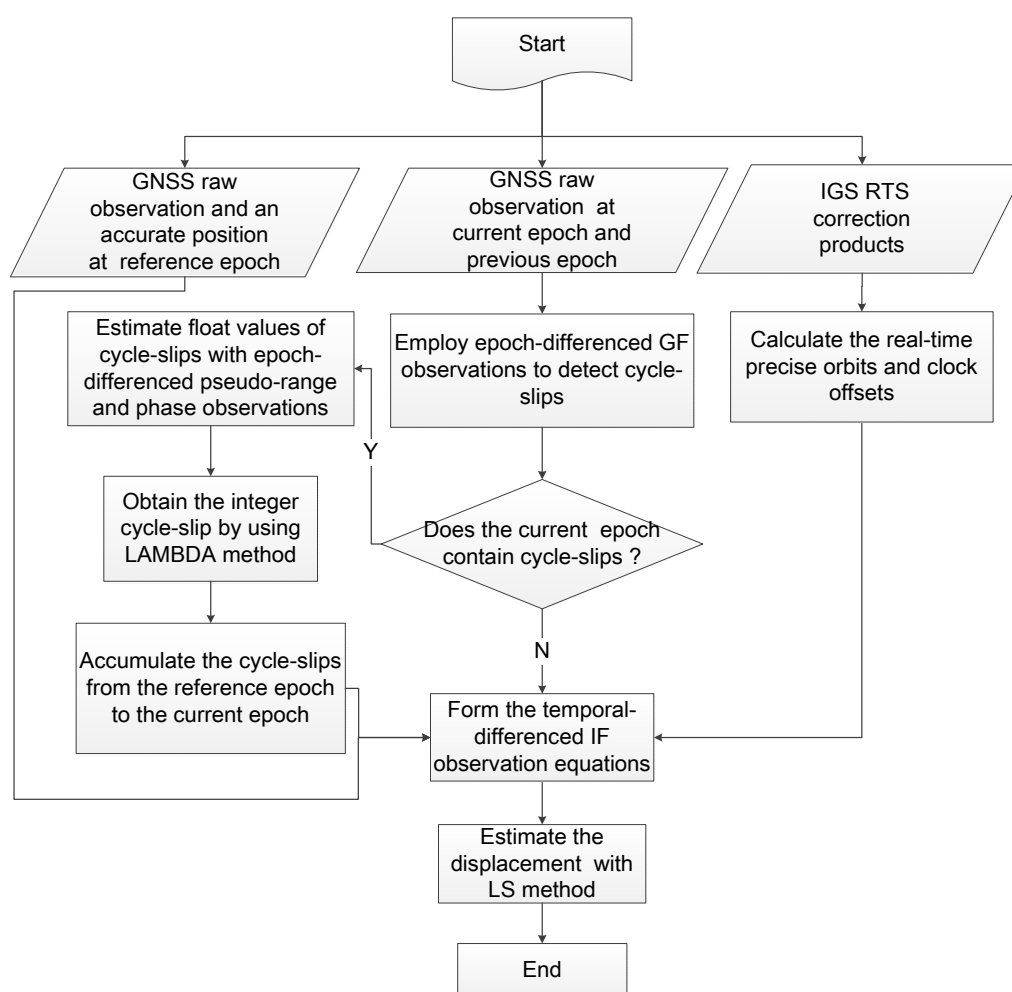 Start
GNSS raw
observation and an
accurate position
at reference epoch
GNSS raw
observation at
current epoch and
previous epoch
IGS RTS
correction
products
Estimate float values of
cycle-slips with epoch-
differenced pseudo-range
and phase observations
Employ epoch-differenced GF
observations to detect cycle-
slips
Calculate the real-time
precise orbits and clock
offsets
Y
Obtain the integer
cycle-slip by using
LAMBDA method
Does the current epoch
contain cycle-slips ?
N
Accumulate the cycle-slips
from the reference epoch
to the current epoch
Form the temporal-
differenced IF
observation equations
Estimate the
displacement with
LS method
End